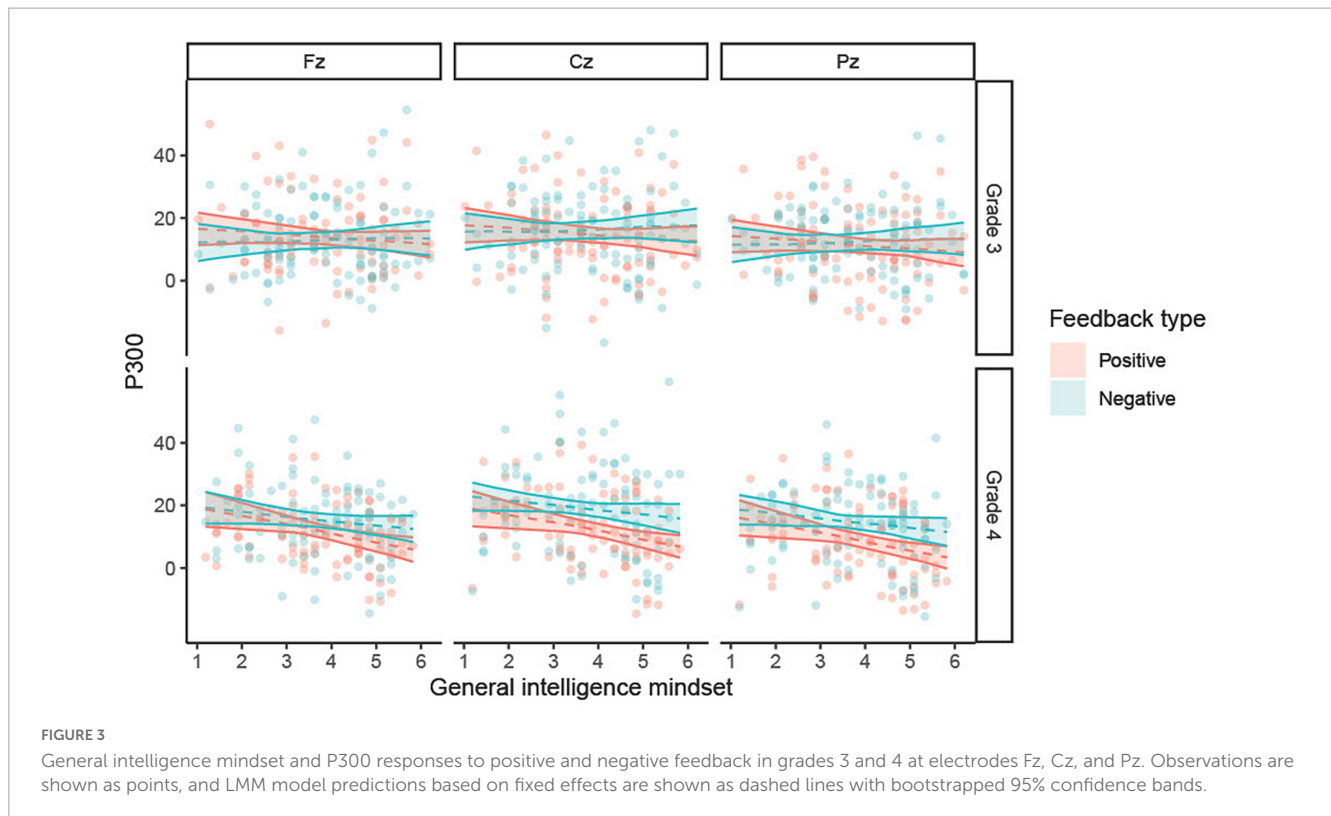 Fz
Cz
Pz
40
20
0
Grade 3
P300
40
20
0
Grade 4
1 2 3 4 5 6
1 2 3 4 5 6
1 2 3 4 5 6
General intelligence mindset
Feedback type
Positive
Negative
FIGURE 3
General intelligence mindset and P300 responses to positive and negative feedback in grades 3 and 4 at electrodes Fz, Cz, and Pz. Observations are
shown as points, and LMM model predictions based on fixed effects are shown as dashed lines with bootstrapped 95% confidence bands.